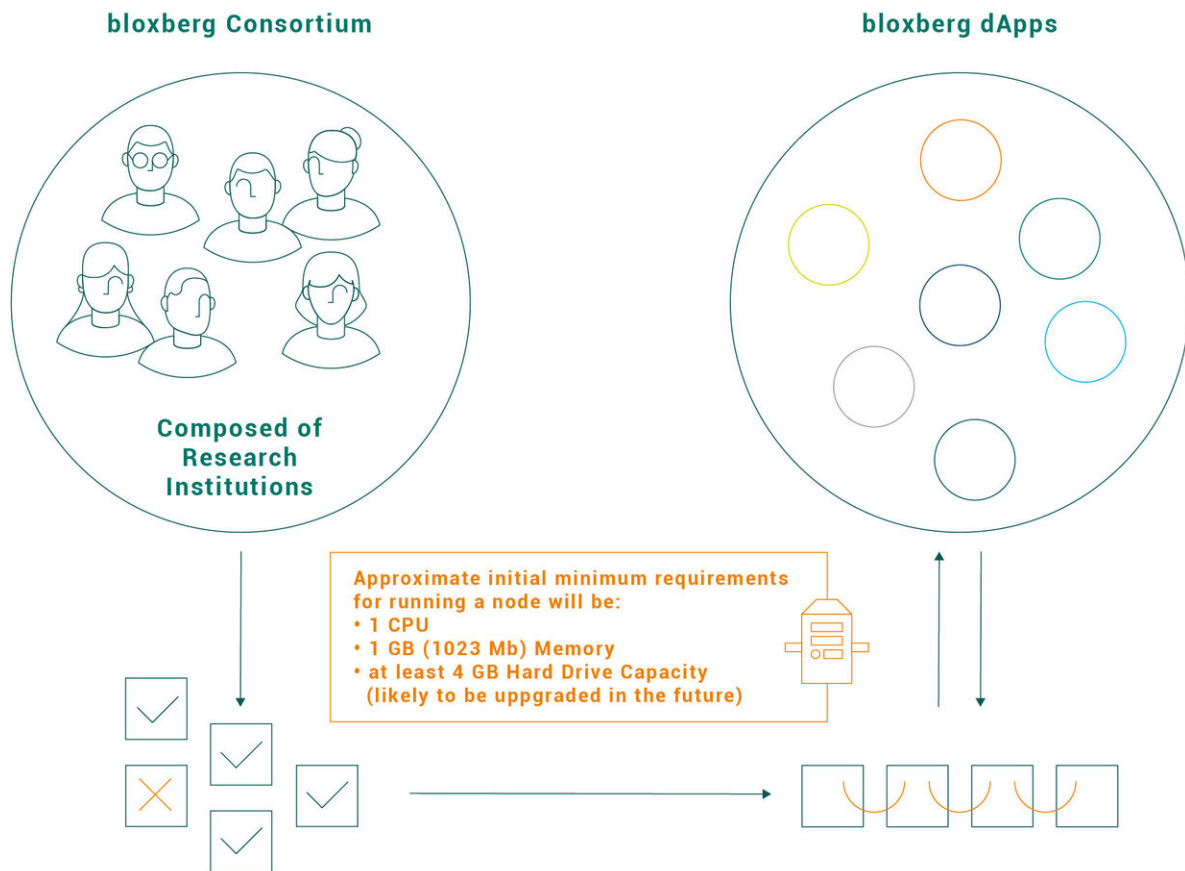 bloxberg Consortium
bloxberg dApps
Composed of
Research
Institutions
Approximate initial minimum requirements
for running a node will be:
• 1 CPU
• 1 GB (1023 Mb) Memory
• at least 4 GB Hard Drive Capacity
(likely to be uppgraded in the future)